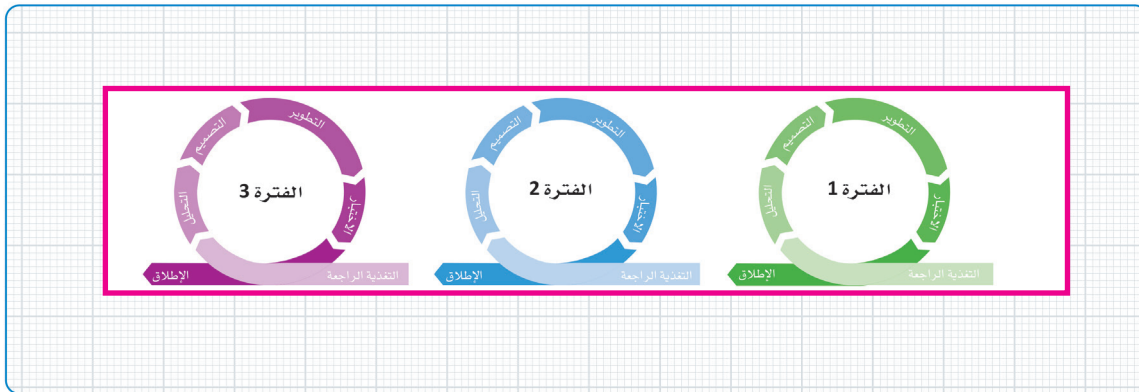 الفترة 1
التغذية الراجعة
التحليل
التصميم
التطوير
الاختبار
الإطلاق
الفترة 2
التغذية الراجعة
التحليل
التصميم
التطوير
الاختبار
الإطلاق
الفترة 3
التغذية الراجعة
التحليل
التصميم
التطوير
الاختبار
الإطلاق